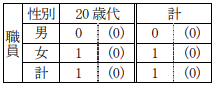 職員 性別 20歳代 計
男 0 (0) 0 (0)
女 1 (0) 1 (0)
計 1 (0) 1 (0)